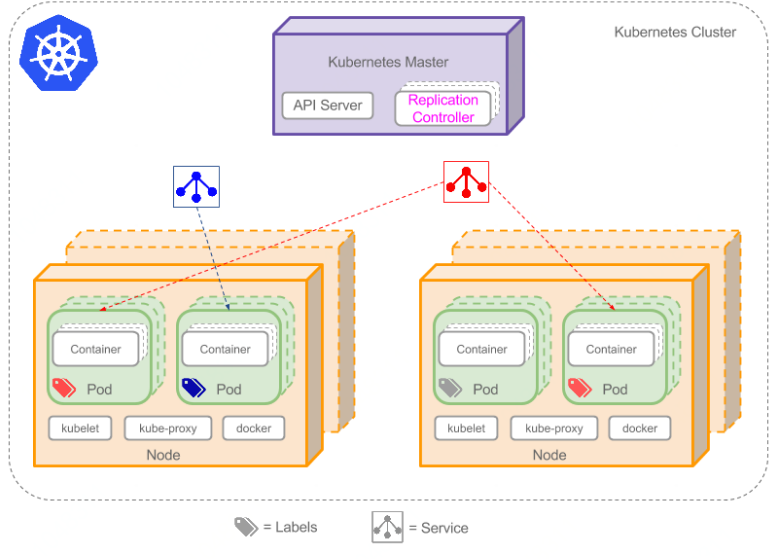 Kubernetes Cluster
Kubernetes Master
API Server
Replication
Controller
Container
Container
Container
Container
Pod
Pod
Pod
Pod
kubelet
kube-proxy
docker
kubelet
kube-proxy
docker
Node
Node
= Labels
= Service